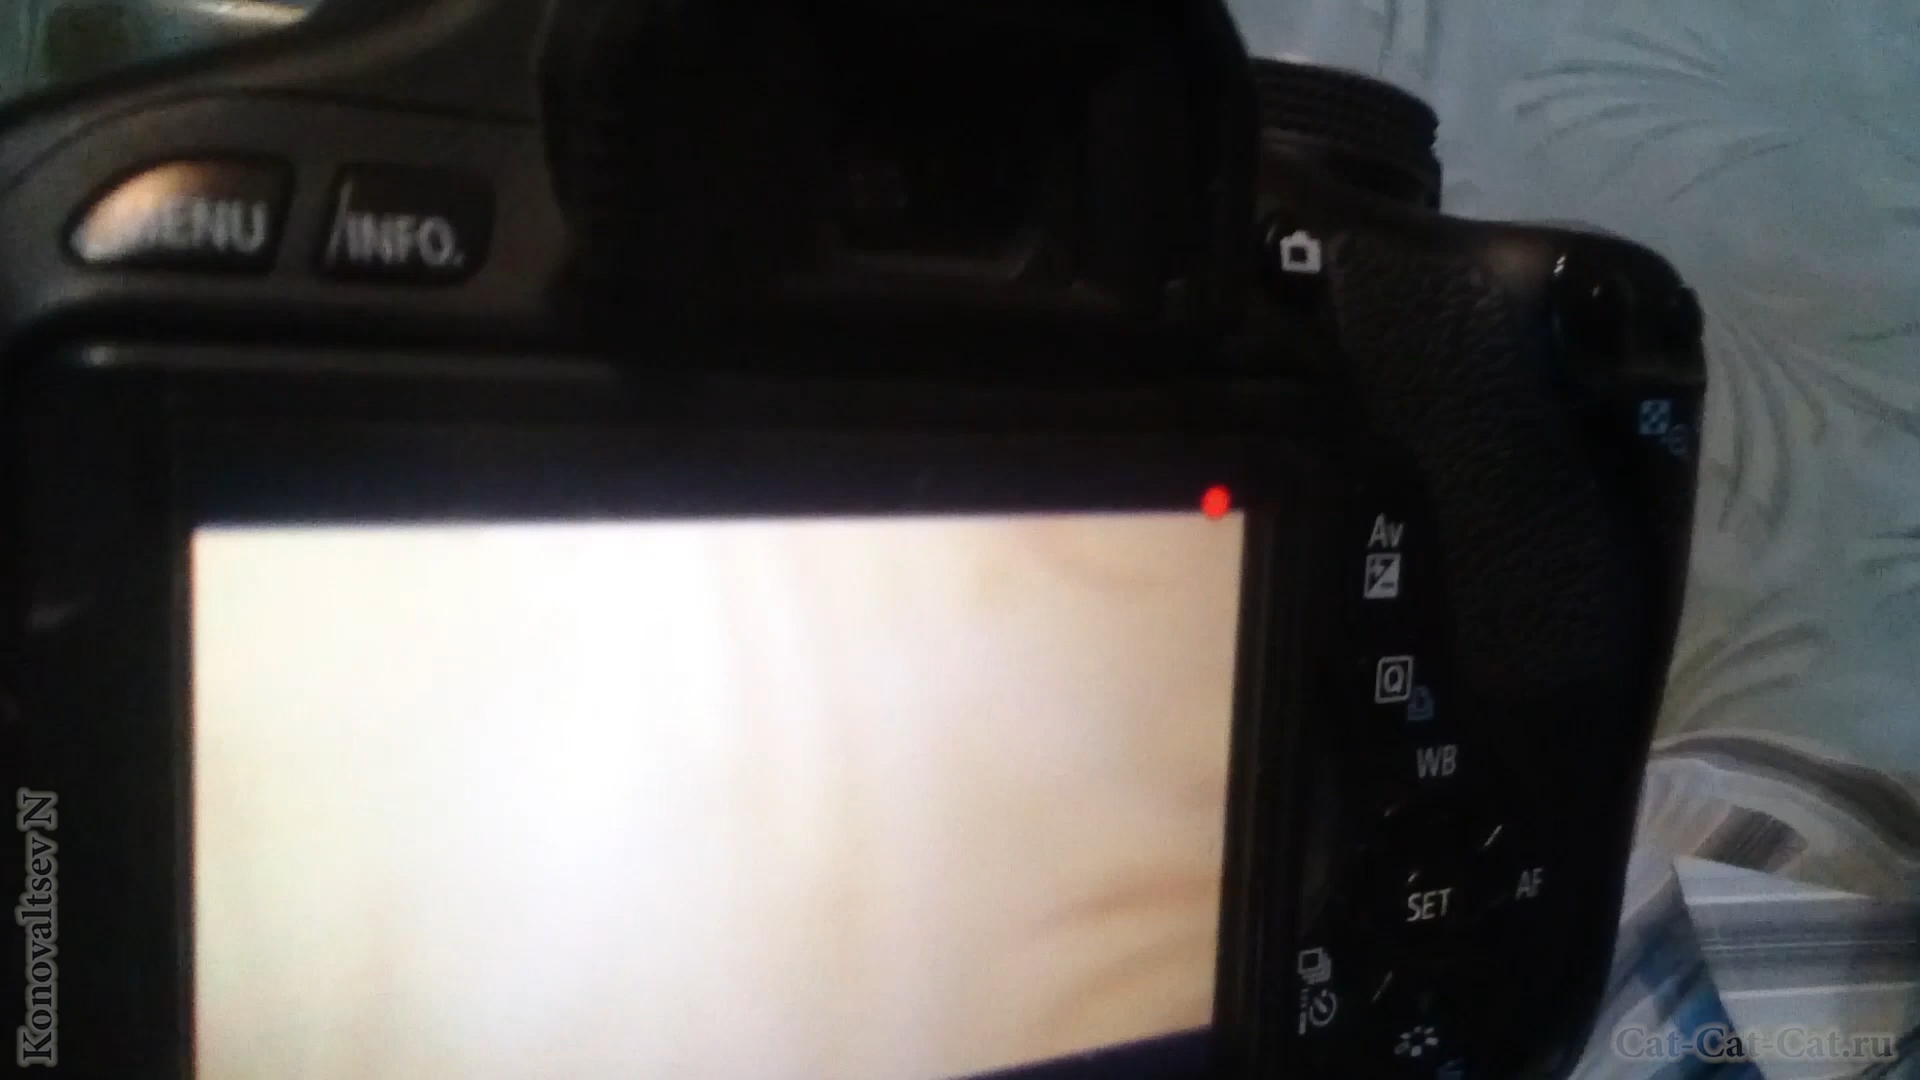 MENU
/INFO.
Av
Q
WB
AF
SET
Konovaltsev N
Cat-Cat-Cat.ru